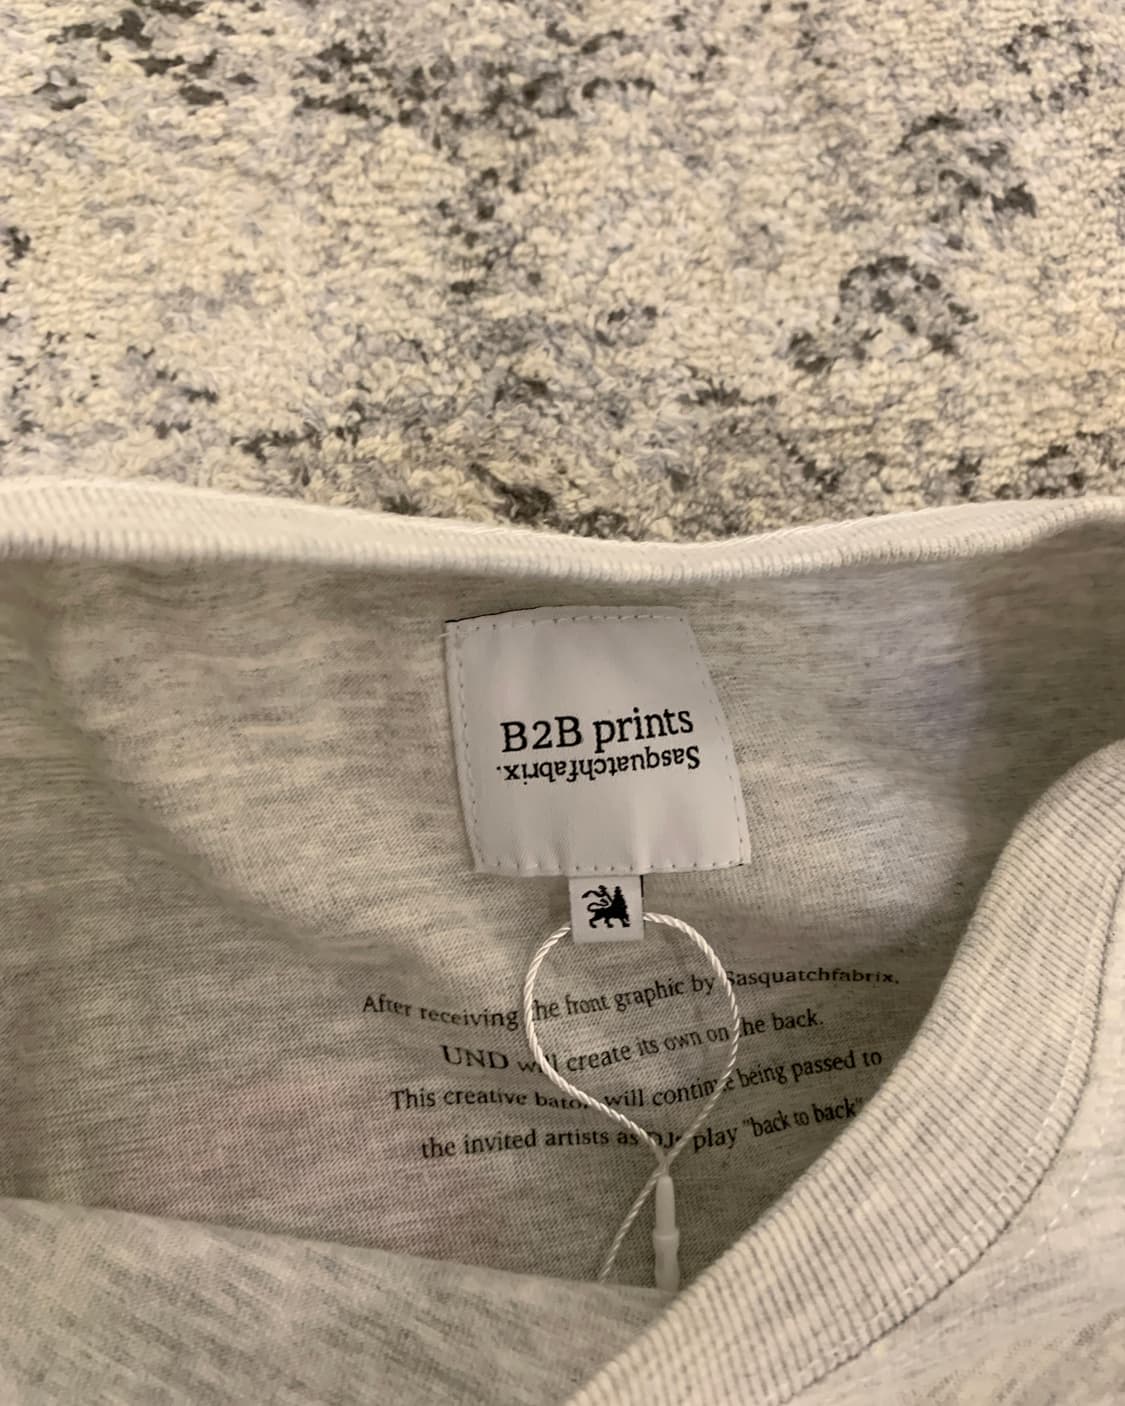 B2B prints
Sasquatchfabrix.
After receiving the front graphic by Sasquatchfabrix.
UND will create its own on the back.
This creative baton will continue being passed to
the invited artists as DJs play "back to back"